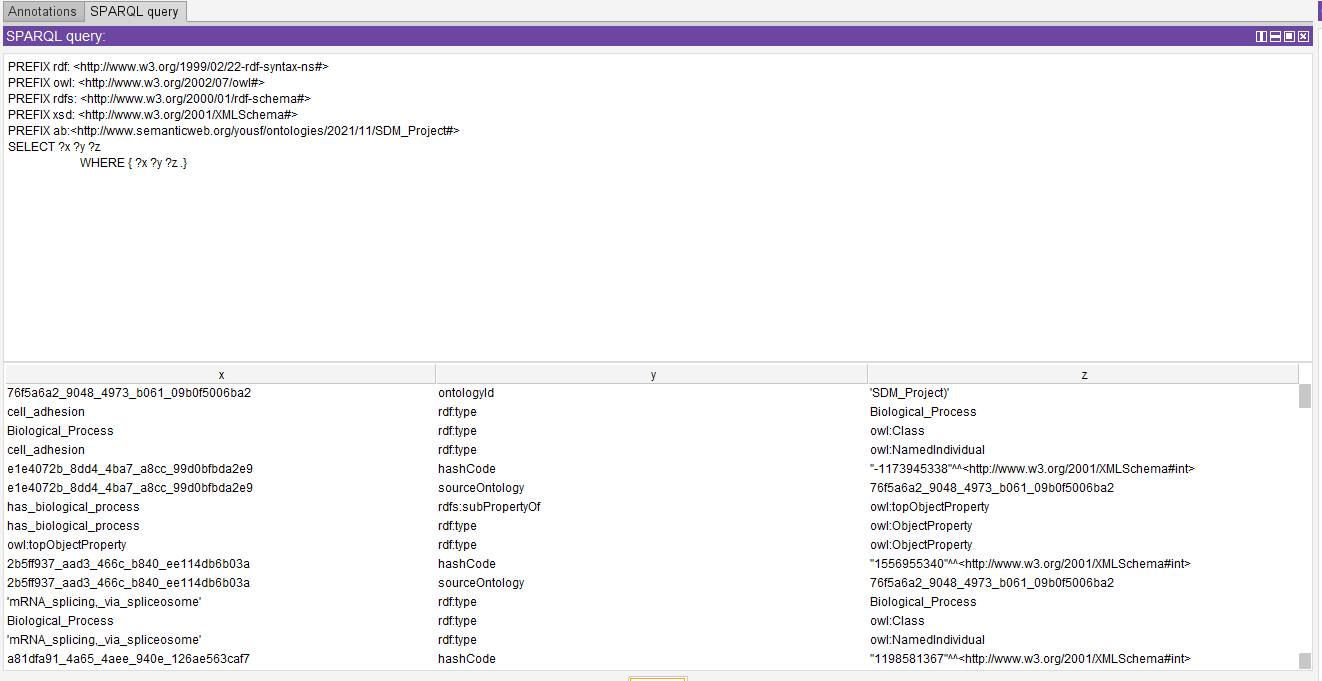 Annotations SPARQL query
SPARQL query:
PREFIX rdf: <http://www.w3.org/1999/02/22-rdf-syntax-ns#>
PREFIX owl: <http://www.w3.org/2002/07/owl#>
PREFIX rdfs: <http://www.w3.org/2000/01/rdf-schema#>
PREFIX xsd: <http://www.w3.org/2001/XMLSchema#>
PREFIX ab:<http://www.semanticweb.org/yousf/ontologies/2021/11/SDM_Project#>
SELECT ?x ?y ?z
WHERE { ?x ?y ?z .}
x y z
76f5a6a2_9048_4973_b061_09b0f5006ba2 ontologyId 'SDM_Project)'
cell_adhesion rdf:type Biological_Process
Biological_Process rdf:type owl:Class
cell_adhesion rdf:type owl:NamedIndividual
e1e4072b_8dd4_4ba7_a8cc_99d0bfbda2e9 hashCode "-1173945338"^^<http://www.w3.org/2001/XMLSchema#int>
e1e4072b_8dd4_4ba7_a8cc_99d0bfbda2e9 sourceOntology 76f5a6a2_9048_4973_b061_09b0f5006ba2
has_biological_process rdfs:subPropertyOf owl:topObjectProperty
has_biological_process rdf:type owl:ObjectProperty
owl:topObjectProperty rdf:type owl:ObjectProperty
2b5ff937_aad3_466c_b840_ee114db6b03a hashCode "1556955340"^^<http://www.w3.org/2001/XMLSchema#int>
2b5ff937_aad3_466c_b840_ee114db6b03a sourceOntology 76f5a6a2_9048_4973_b061_09b0f5006ba2
'mRNA_splicing,_via_spliceosome' rdf:type Biological_Process
Biological_Process rdf:type owl:Class
'mRNA_splicing,_via_spliceosome' rdf:type owl:NamedIndividual
a81dfa91_4a65_4aee_940e_126ae563caf7 hashCode "1198581367"^^<http://www.w3.org/2001/XMLSchema#int>